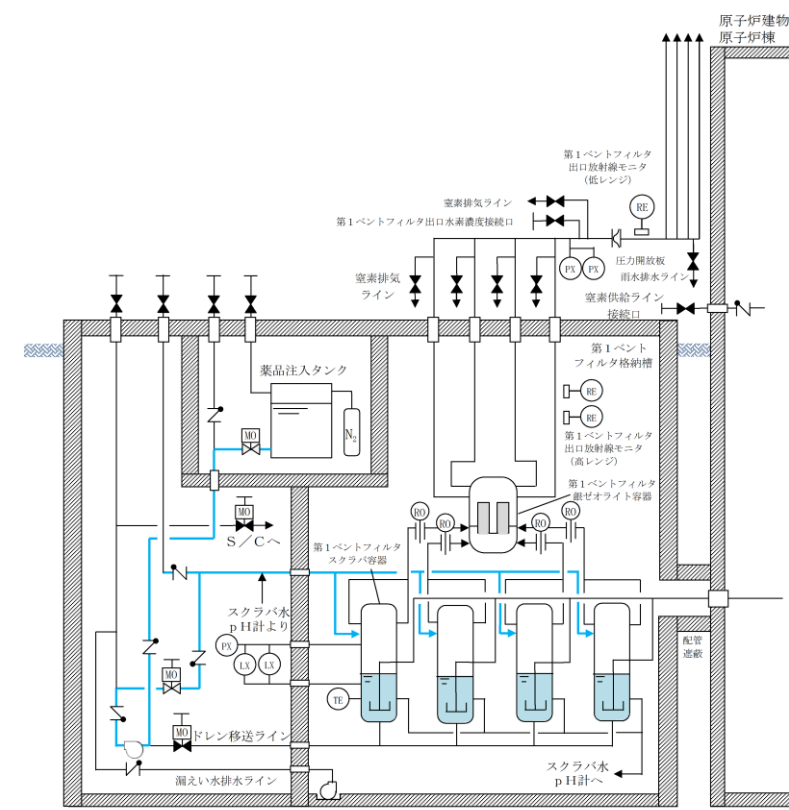 原子炉建物
原子炉棟
第1ベントフィルタ
出口放射線モニタ
(低レンジ)
RE
窒素排気ライン
第1ベントフィルタ出口水素濃度接続口
PX
PX
圧力開放板
雨水排水ライン
窒素排気
ライン
窒素供給ライン
接続口
第1ベント
フィルタ格納槽
薬品注入タンク
N2
MO
RE
RE
第1ベントフィルタ
出口放射線モニタ
(高レンジ)
第1ベントフィルタ
銀ゼオライト容器
RO
RO
RO
RO
MO
S/Cへ
第1ベントフィルタ
スクラバ容器
スクラバ水
pH計より
PX
LX
LX
TE
MO
MO
ドレン移送ライン
配管
遮蔽
スクラバ水
pH計へ
漏えい水排水ライン